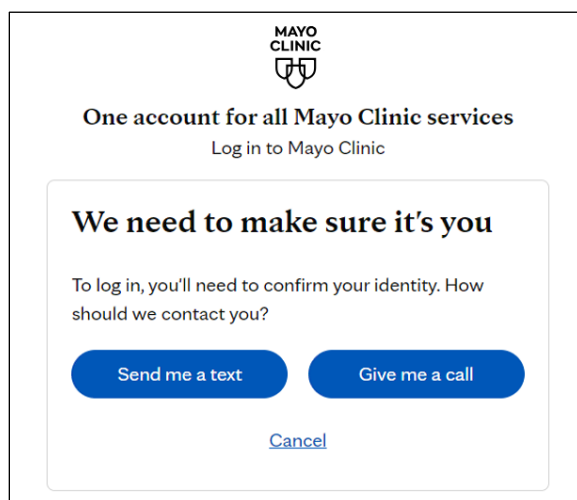 MAYO
CLINIC
One account for all Mayo Clinic services
Log in to Mayo Clinic
We need to make sure it's you
To log in, you'll need to confirm your identity. How
should we contact you?
Send me a text
Give me a call
Cancel